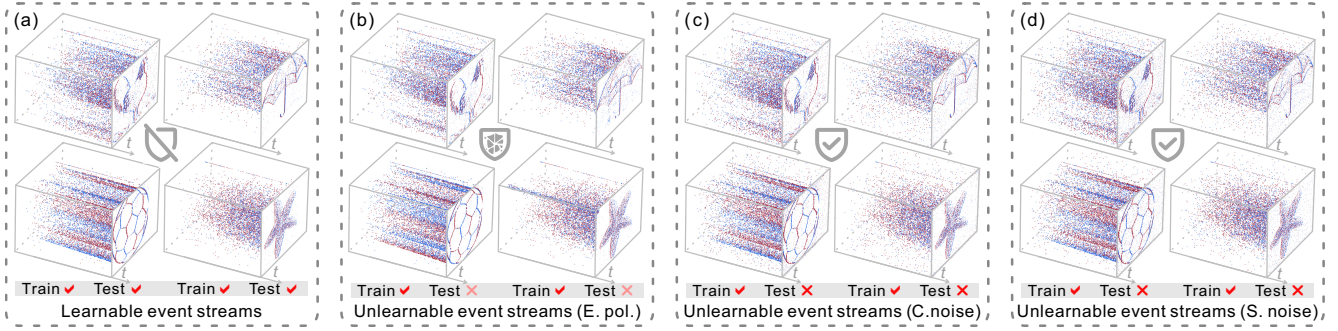 (a)
t
t
t
t
Train ✓ Test ✓ Train ✓ Test ✓
Learnable event streams
(b)
t
t
t
t
Train ✓ Test ✗ Train ✓ Test ✗
Unlearnable event streams (E. pol.)
(c)
t
t
t
t
Train ✓ Test ✗ Train ✓ Test ✗
Unlearnable event streams (C.noise)
(d)
t
t
t
t
Train ✓ Test ✗ Train ✓ Test ✗
Unlearnable event streams (S. noise)